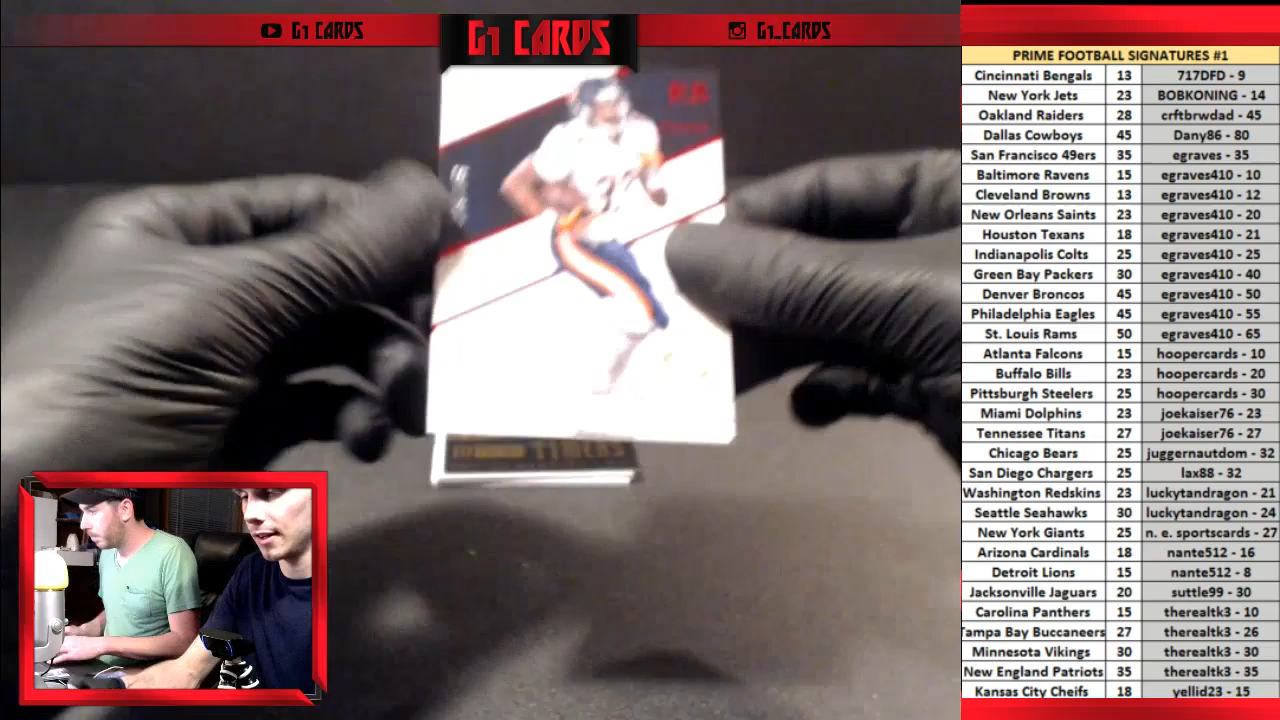 G1 CARDS
G1 CARDS
G1_CARDS
PRIME FOOTBALL SIGNATURES #1
Cincinnati Bengals 13 717DFD - 9
New York Jets 23 BOBKONING - 14
Oakland Raiders 28 crftbrwdad - 45
Dallas Cowboys 45 Dany86 - 80
San Francisco 49ers 35 egraves - 35
Baltimore Ravens 15 egraves410 - 10
Cleveland Browns 13 egraves410 - 12
New Orleans Saints 23 egraves410 - 20
Houston Texans 18 egraves410 - 21
Indianapolis Colts 25 egraves410 - 25
Green Bay Packers 30 egraves410 - 40
Denver Broncos 45 egraves410 - 50
Philadelphia Eagles 45 egraves410 - 55
St. Louis Rams 50 egraves410 - 65
Atlanta Falcons 15 hoopercards - 10
Buffalo Bills 23 hoopercards - 20
Pittsburgh Steelers 25 hoopercards - 30
Miami Dolphins 23 joekaiser76 - 23
Tennessee Titans 27 joekaiser76 - 27
Chicago Bears 25 juggernautdom - 32
San Diego Chargers 25 lax88 - 32
Washington Redskins 23 luckytandragon - 21
Seattle Seahawks 30 luckytandragon - 24
New York Giants 25 n. e. sportscards - 27
Arizona Cardinals 18 nante512 - 16
Detroit Lions 15 nante512 - 8
Jacksonville Jaguars 20 suttle99 - 30
Carolina Panthers 15 therealtk3 - 10
Tampa Bay Buccaneers 27 therealtk3 - 26
Minnesota Vikings 30 therealtk3 - 30
New England Patriots 35 therealtk3 - 35
Kansas City Cheifs 18 yellid23 - 15